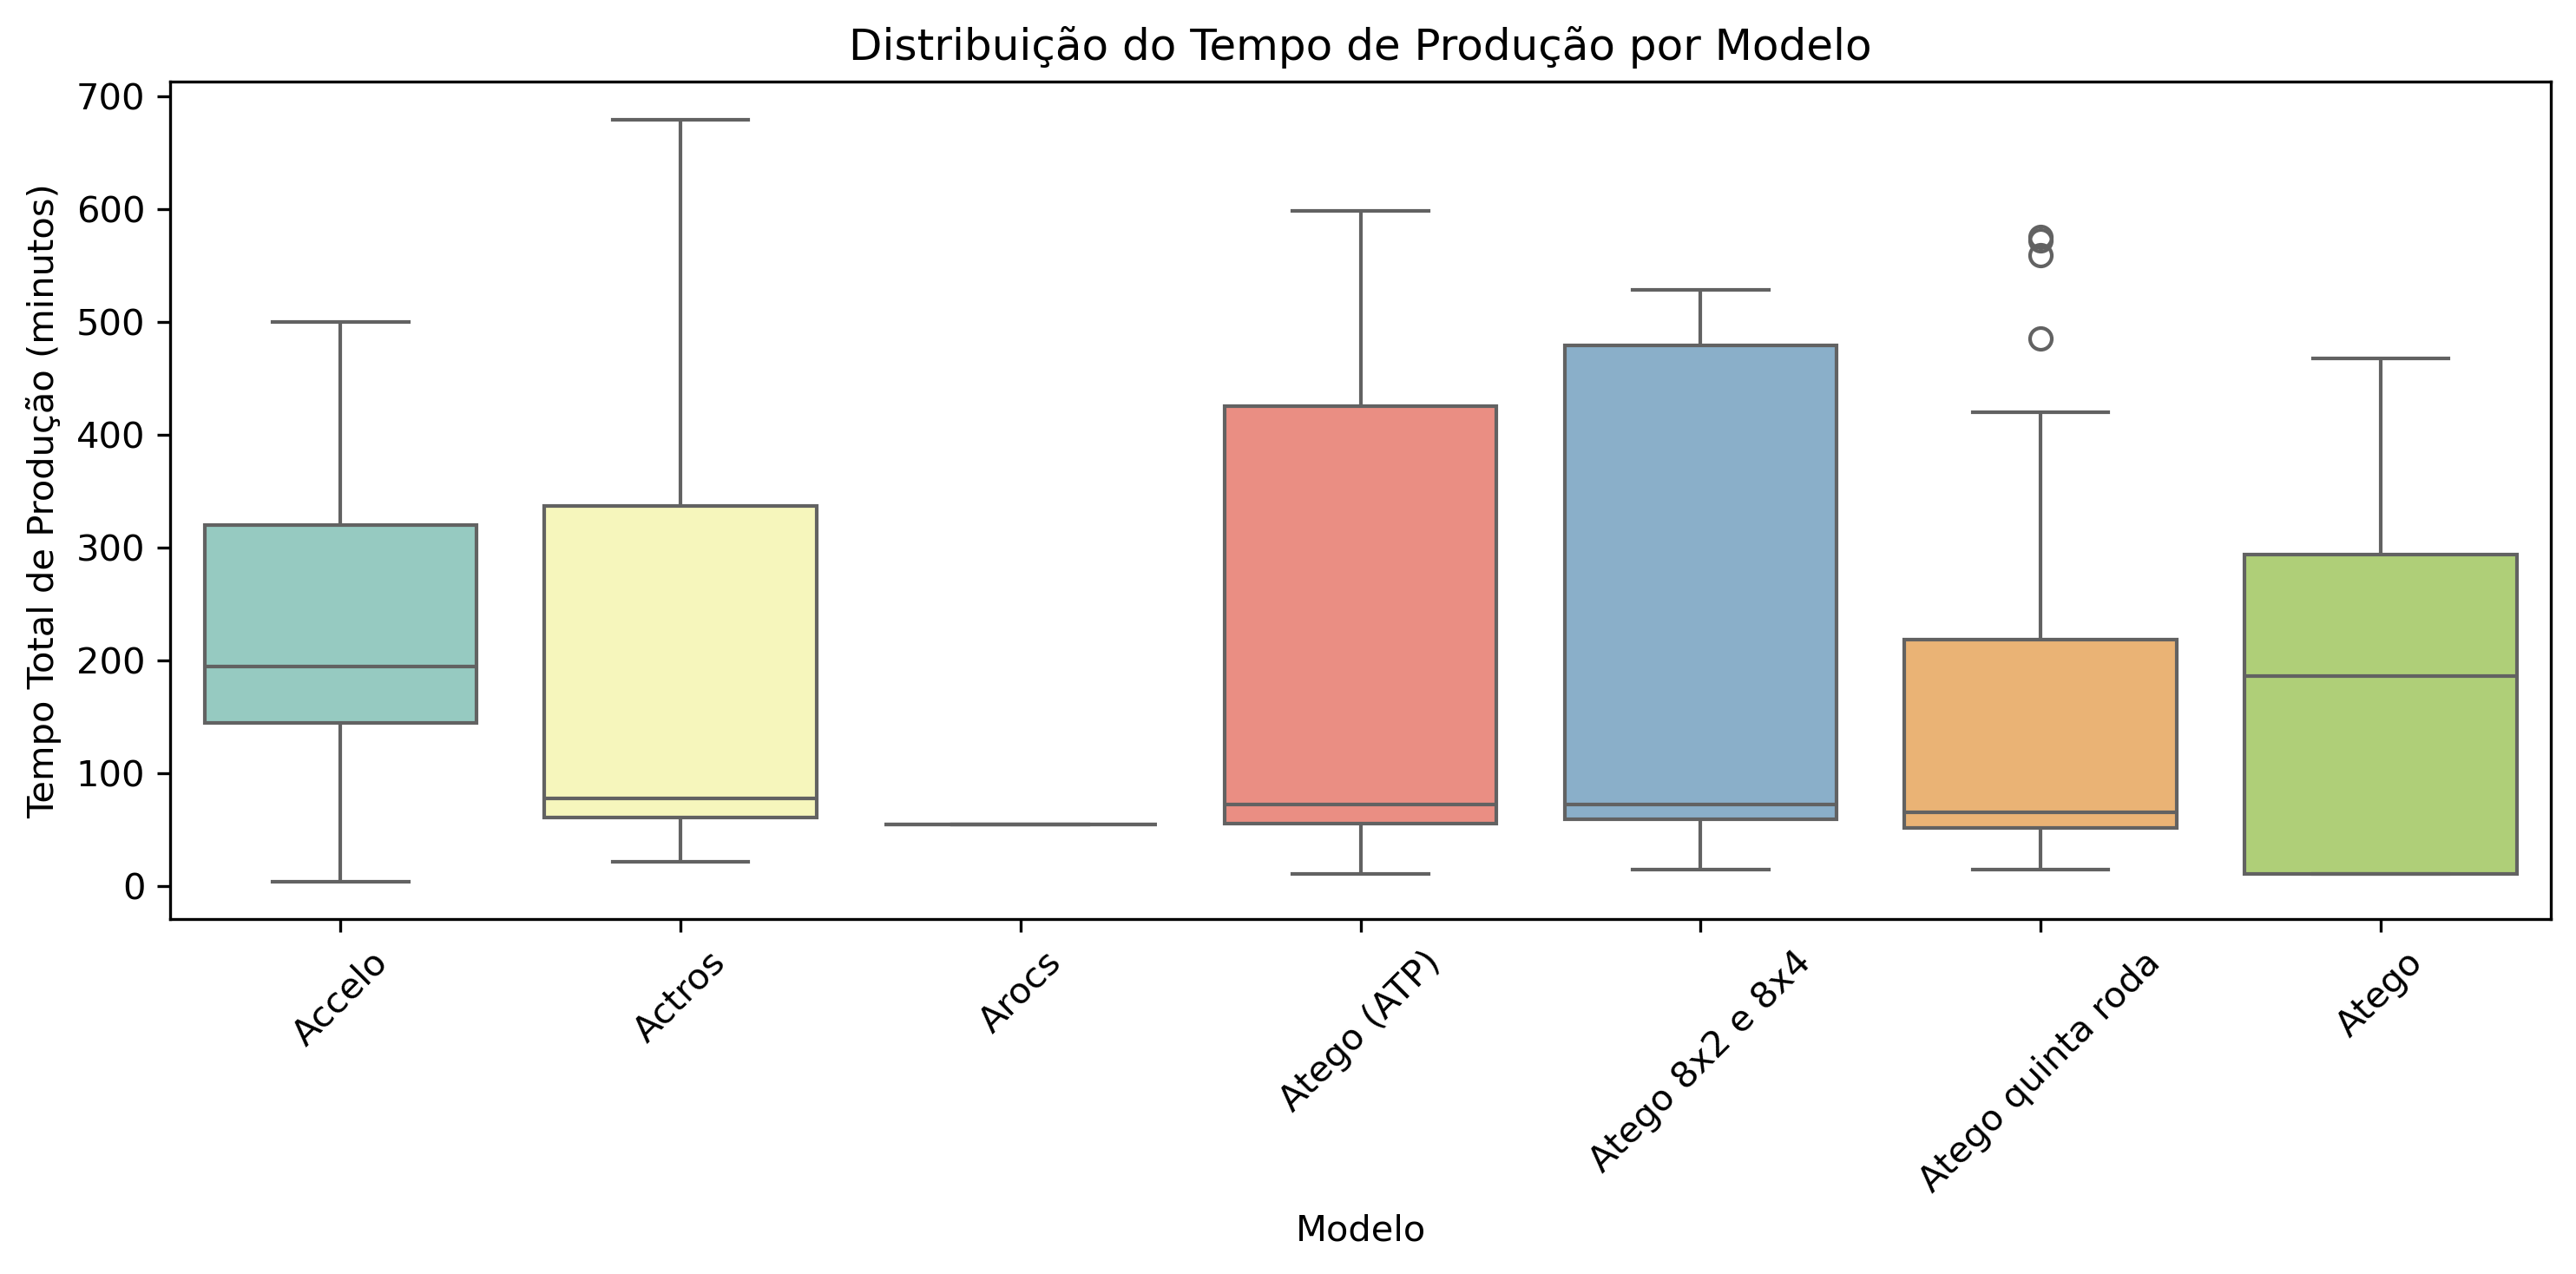 Distribuição do Tempo de Produção por Modelo
Tempo Total de Produção (minutos)
700
600
500
400
300
200
100
0
Accelo
Actros
Arocs
Atego (ATP)
Atego 8x2 e 8x4
Atego quinta roda
Atego
Modelo